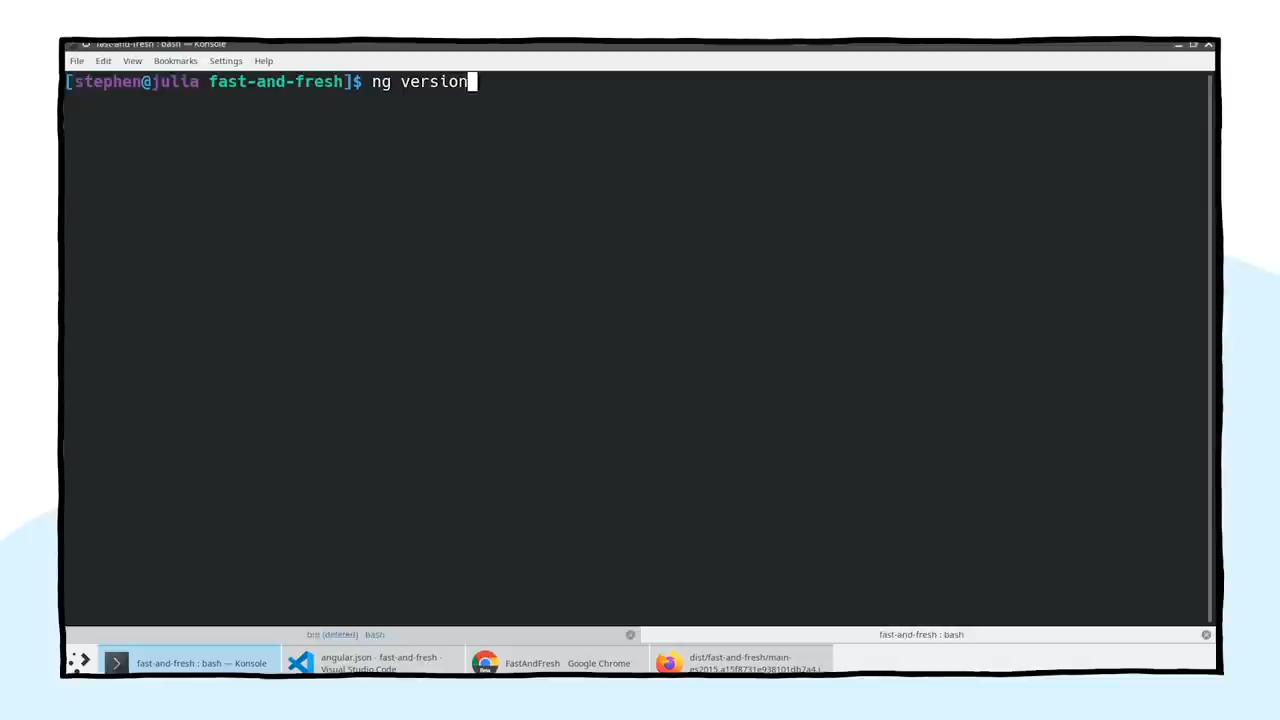 fast-and-fresh : bash — Konsole
File Edit View Bookmarks Settings Help
[stephen@julia fast-and-fresh]$ ng version
(deleted) bash
fast-and-fresh : bash
fast-and-fresh : bash — Konsole
angular.json - fast-and-fresh -
Visual Studio Code
FastAndFresh Google Chrome
dist/fast-and-fresh/main-